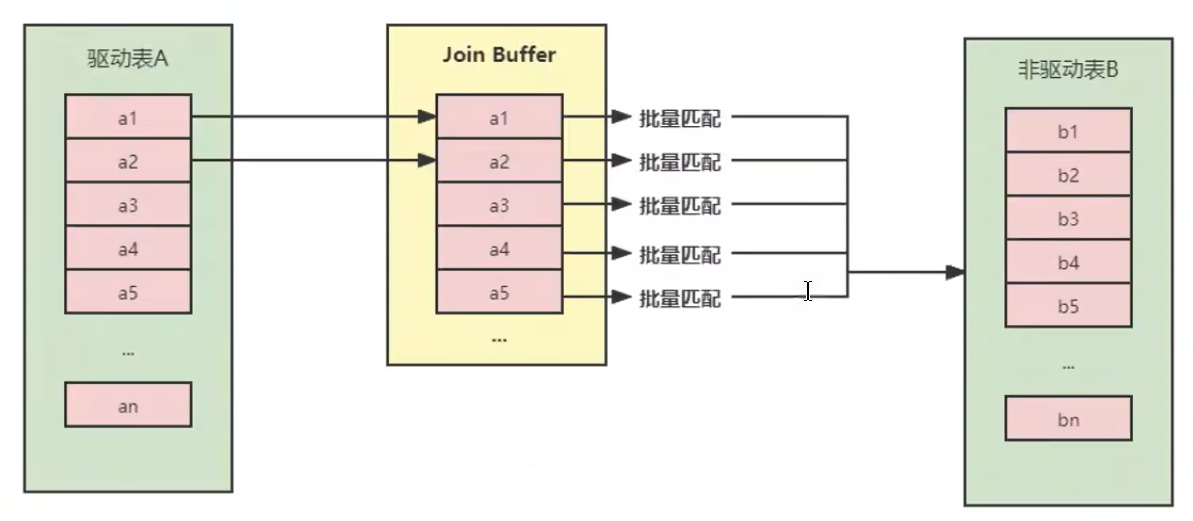 驱动表A
a1
a2
a3
a4
a5
...
an
Join Buffer
a1
a2
a3
a4
a5
...
批量匹配
批量匹配
批量匹配
批量匹配
批量匹配
非驱动表B
b1
b2
b3
b4
b5
...
bn